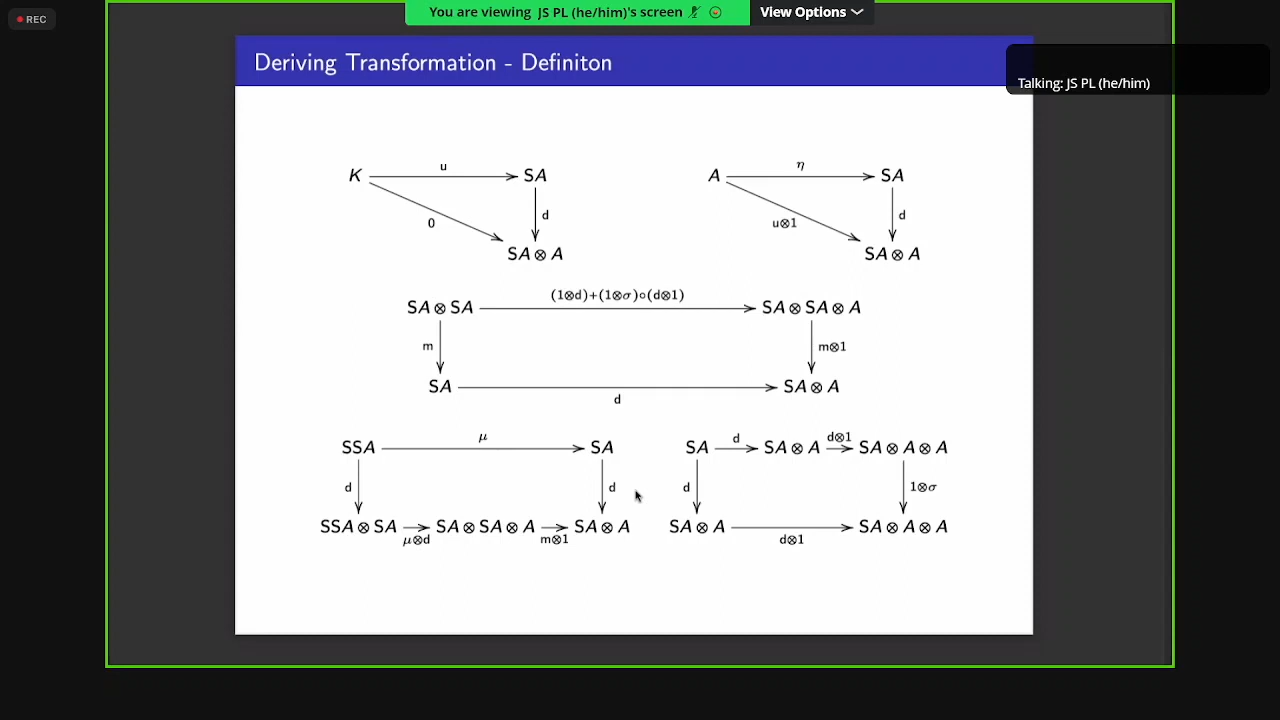 REC
You are viewing JS PL (he/him)'s screen
View Options
Talking: JS PL (he/him)
Deriving Transformation - Definiton
K u SA
0 d
SA ⊗ A
A η SA
u⊗1 d
SA ⊗ A
SA ⊗ SA (1⊗d)+(1⊗σ)∘(d⊗1) SA ⊗ SA ⊗ A
m m⊗1
SA d SA ⊗ A
SSA μ SA
d d
SSA ⊗ SA μ⊗d SA ⊗ SA ⊗ A m⊗1 SA ⊗ A
SA d SA ⊗ A d⊗1 SA ⊗ A ⊗ A
d 1⊗σ
SA ⊗ A d⊗1 SA ⊗ A ⊗ A